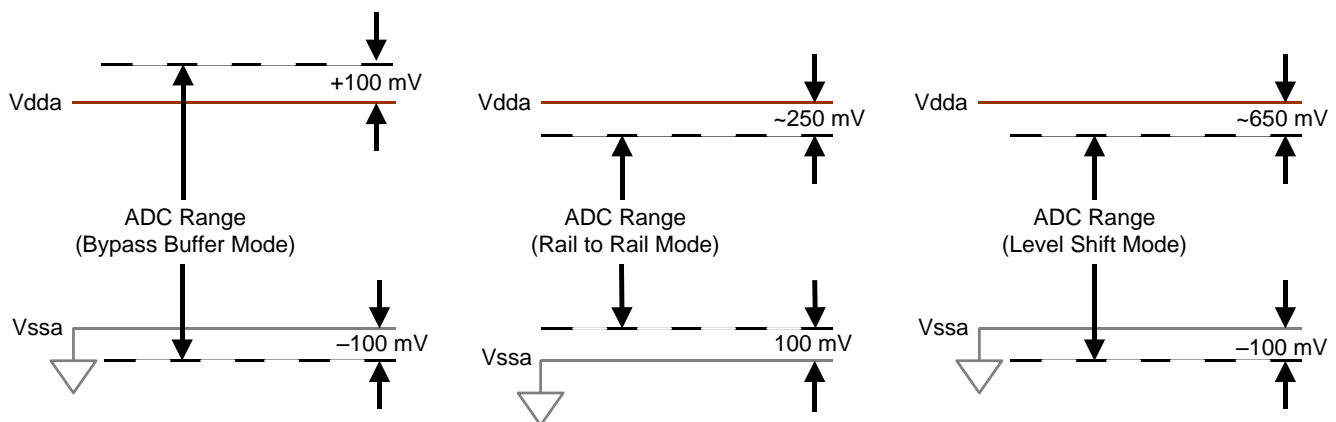 +100 mV
Vdda
ADC Range
(Bypass Buffer Mode)
Vssa
–100 mV
Vdda
~250 mV
ADC Range
(Rail to Rail Mode)
100 mV
Vssa
Vdda
~650 mV
ADC Range
(Level Shift Mode)
Vssa
–100 mV